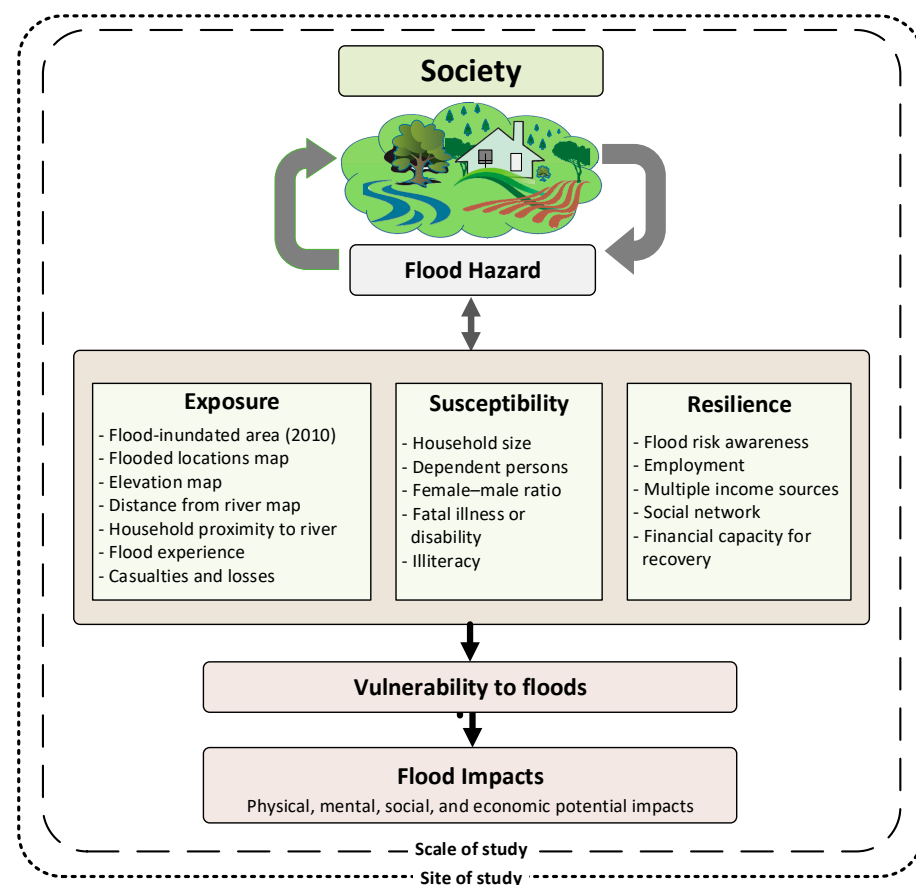 Society
Flood Hazard
Exposure
- Flood-inundated area (2010)
- Flooded locations map
- Elevation map
- Distance from river map
- Household proximity to river
- Flood experience
- Casualties and losses
Susceptibility
- Household size
- Dependent persons
- Female–male ratio
- Fatal illness or
disability
- Illiteracy
Resilience
- Flood risk awareness
- Employment
- Multiple income sources
- Social network
- Financial capacity for
recovery
Vulnerability to floods
Flood Impacts
Physical, mental, social, and economic potential impacts
Scale of study
Site of study